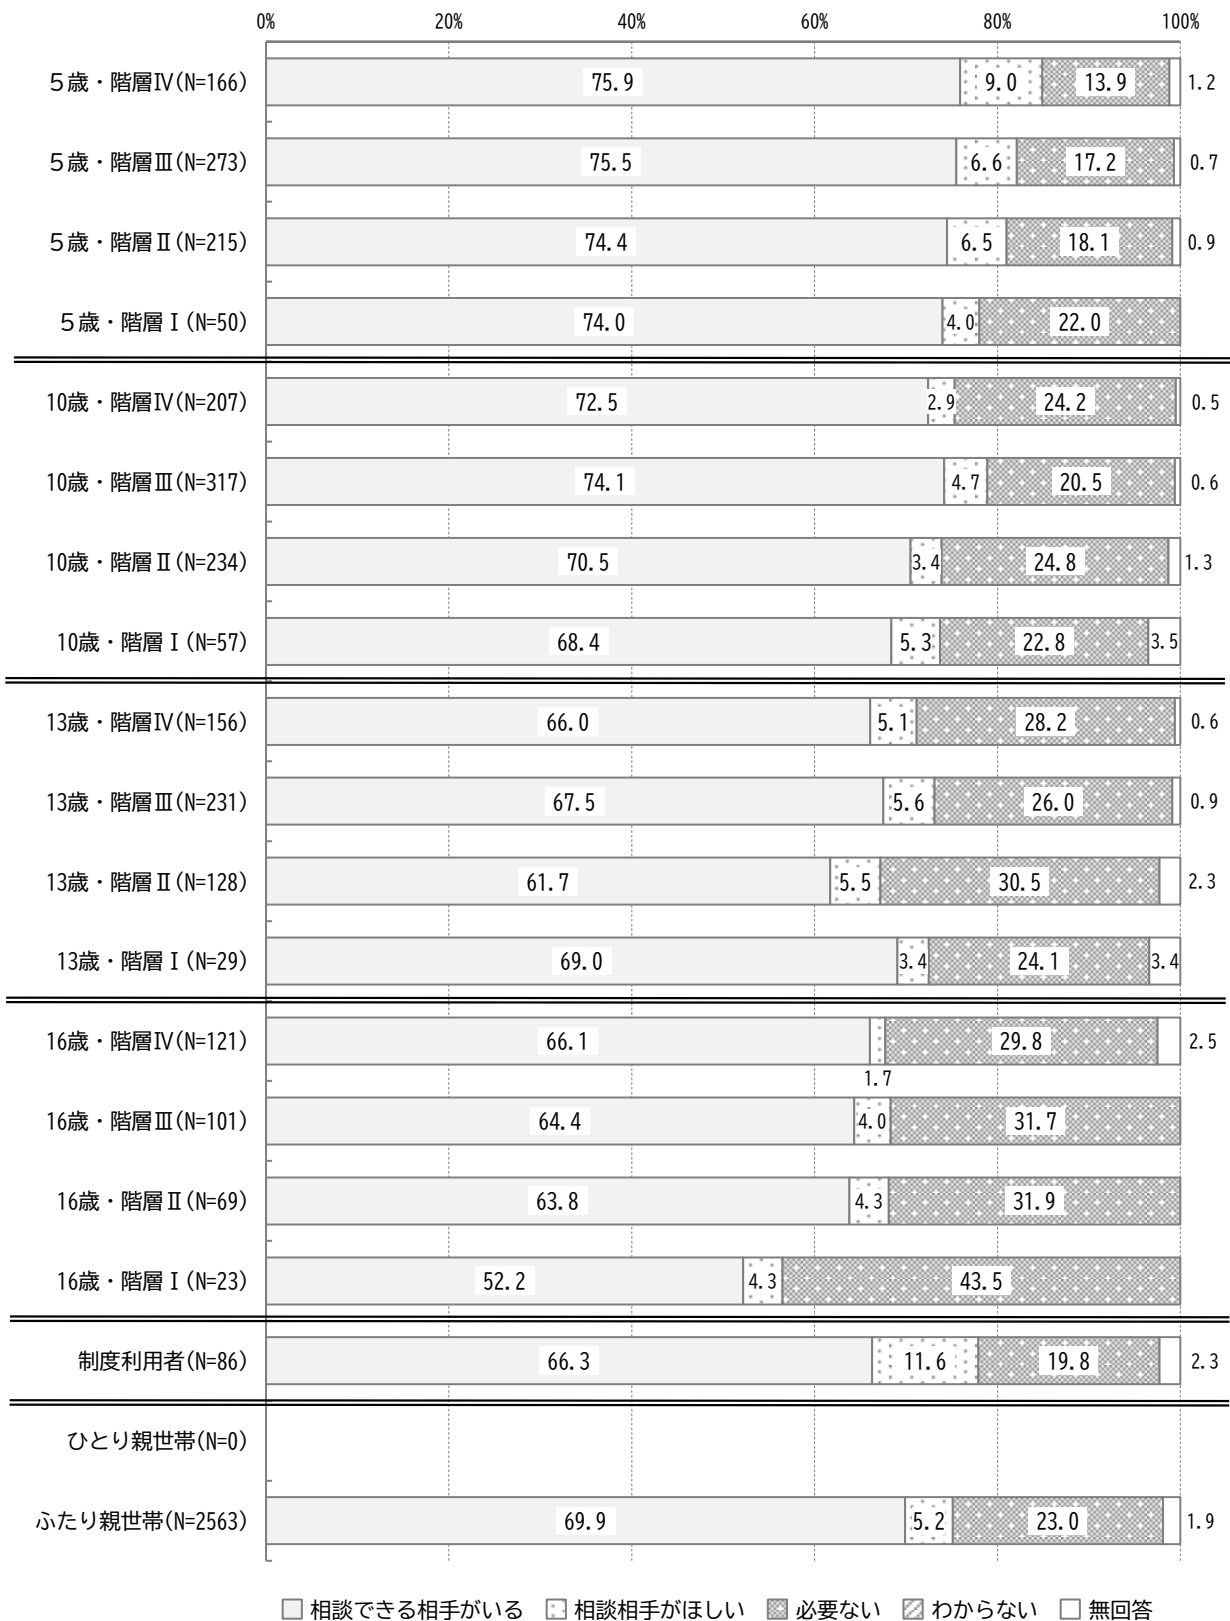 0% 20% 40% 60% 80% 100%
5歳・階層Ⅳ(N=166) 75.9 9.0 13.9 1.2
5歳・階層Ⅲ(N=273) 75.5 6.6 17.2 0.7
5歳・階層Ⅱ(N=215) 74.4 6.5 18.1 0.9
5歳・階層Ⅰ(N=50) 74.0 4.0 22.0
10歳・階層Ⅳ(N=207) 72.5 2.9 24.2 0.5
10歳・階層Ⅲ(N=317) 74.1 4.7 20.5 0.6
10歳・階層Ⅱ(N=234) 70.5 3.4 24.8 1.3
10歳・階層Ⅰ(N=57) 68.4 5.3 22.8 3.5
13歳・階層Ⅳ(N=156) 66.0 5.1 28.2 0.6
13歳・階層Ⅲ(N=231) 67.5 5.6 26.0 0.9
13歳・階層Ⅱ(N=128) 61.7 5.5 30.5 2.3
13歳・階層Ⅰ(N=29) 69.0 3.4 24.1 3.4
16歳・階層Ⅳ(N=121) 66.1 29.8 2.5
1.7
16歳・階層Ⅲ(N=101) 64.4 4.0 31.7
16歳・階層Ⅱ(N=69) 63.8 4.3 31.9
16歳・階層Ⅰ(N=23) 52.2 4.3 43.5
制度利用者(N=86) 66.3 11.6 19.8 2.3
ひとり親世帯(N=0)
ふたり親世帯(N=2563) 69.9 5.2 23.0 1.9
相談できる相手がいる 相談相手がほしい 必要ない わからない 無回答